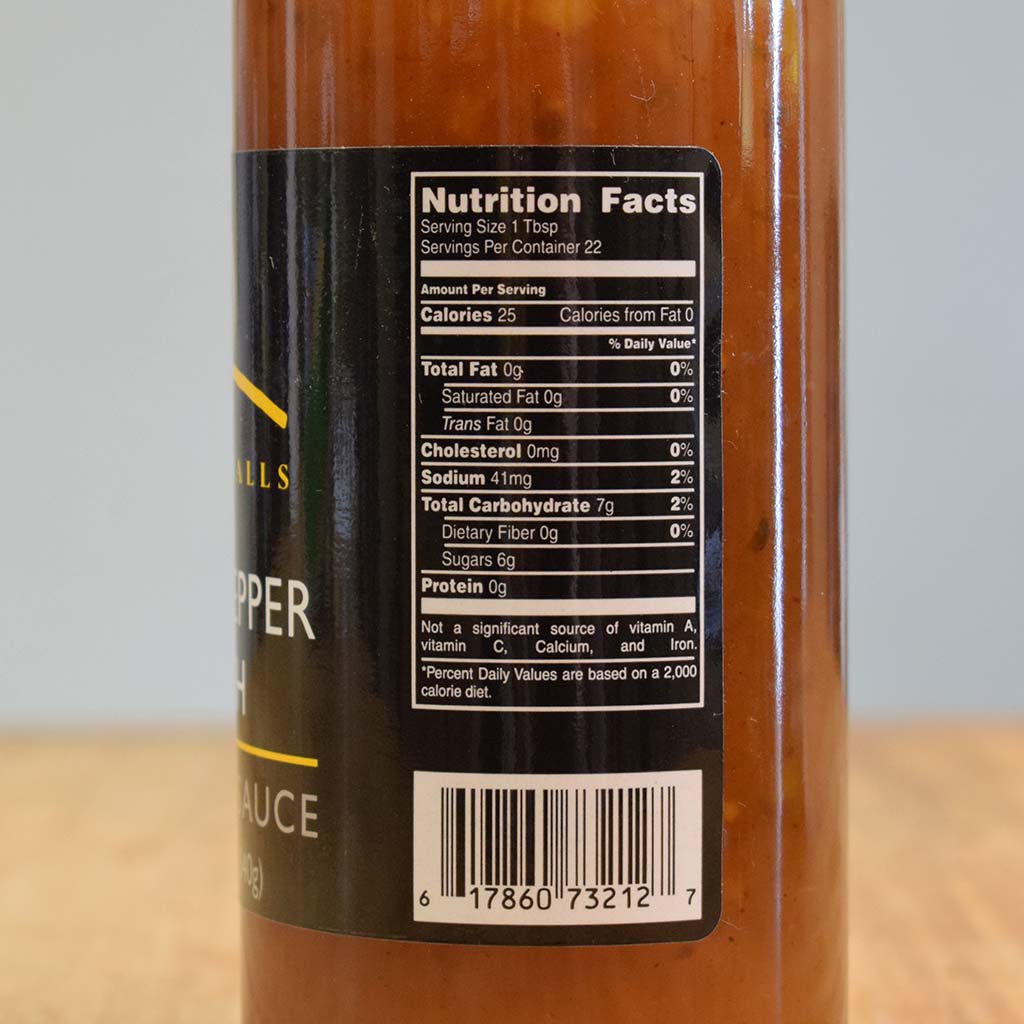 ALLS
EPPER
H
AUCE
40g)
Nutrition Facts
Serving Size 1 Tbsp
Servings Per Container 22
Amount Per Serving
Calories 25 Calories from Fat 0
% Daily Value*
Total Fat 0g 0%
Saturated Fat 0g 0%
Trans Fat 0g
Cholesterol 0mg 0%
Sodium 41mg 2%
Total Carbohydrate 7g 2%
Dietary Fiber 0g 0%
Sugars 6g
Protein 0g
Not a significant source of vitamin A,
vitamin C, Calcium, and Iron.
*Percent Daily Values are based on a 2,000
calorie diet.
6 17860 73212 7